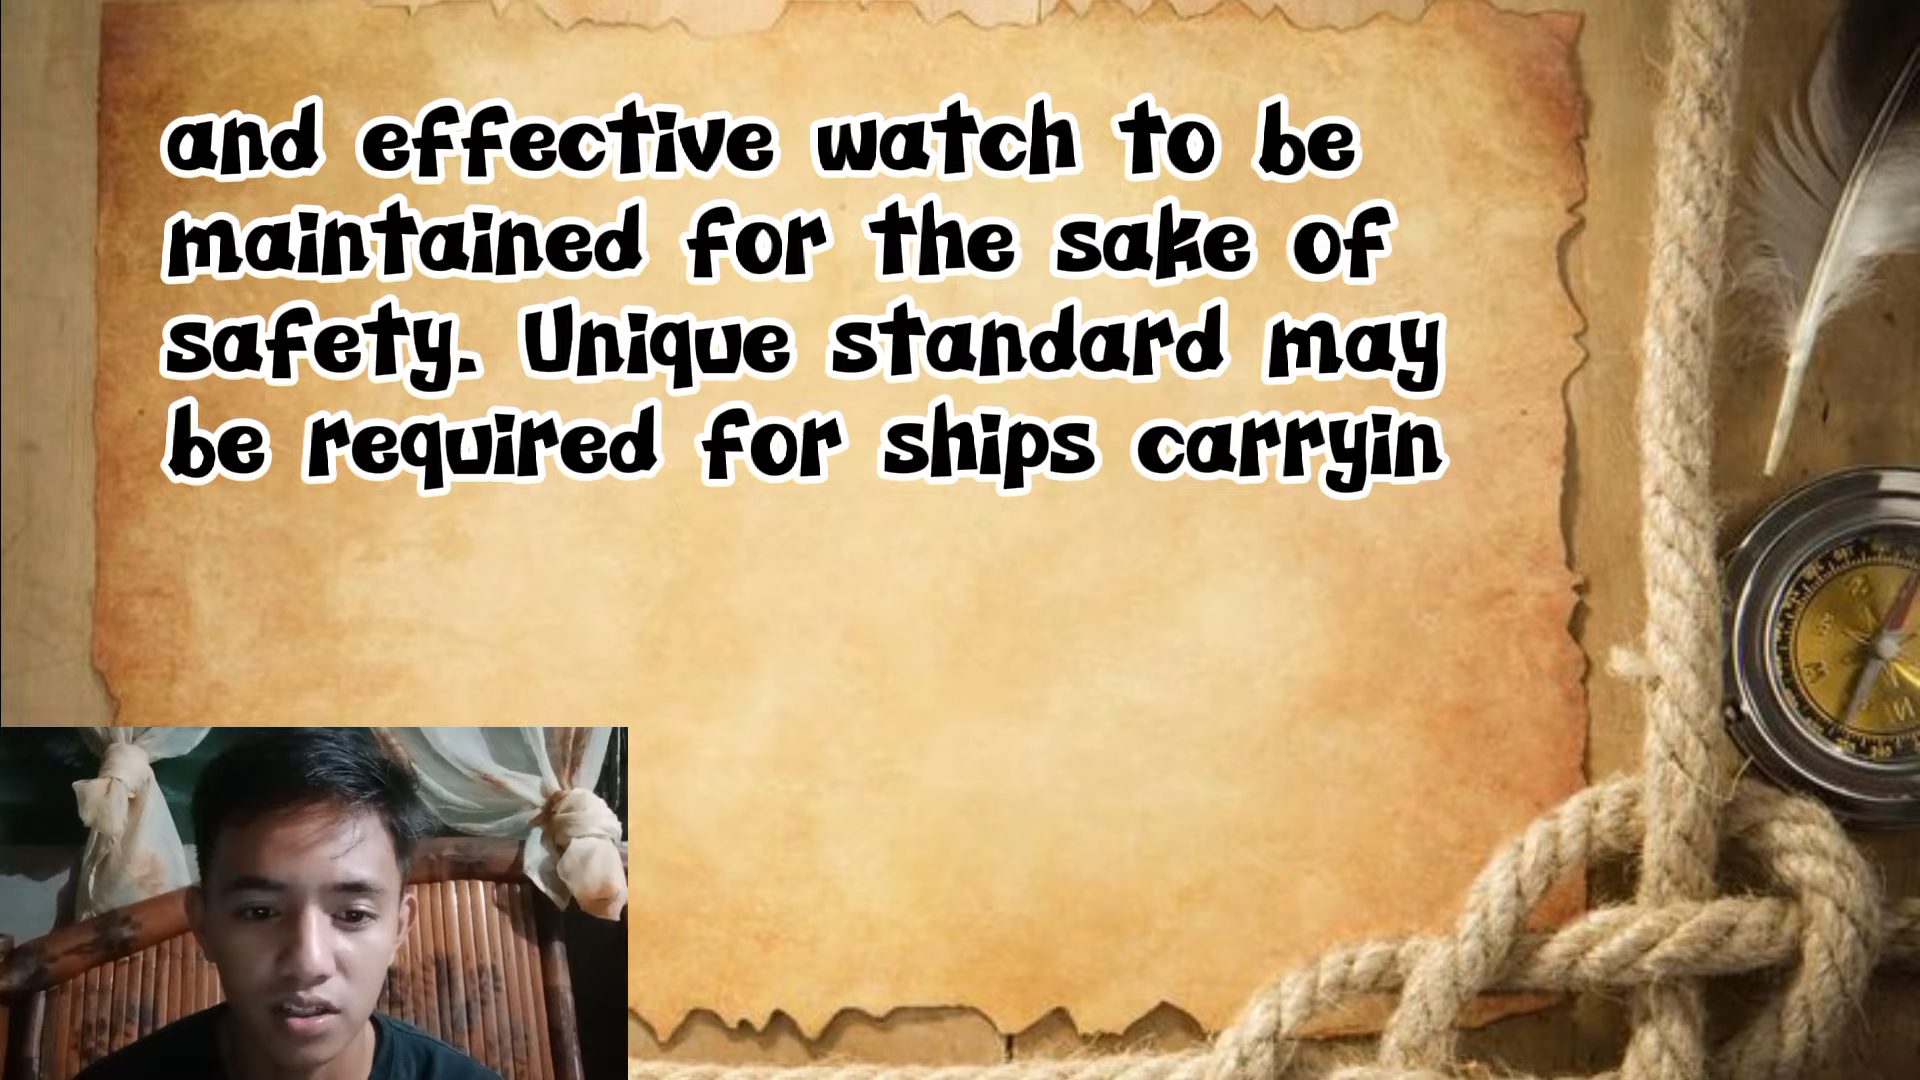 and effective watch to be
maintained for the sake of
safety. Unique standard may
be required for ships carryin